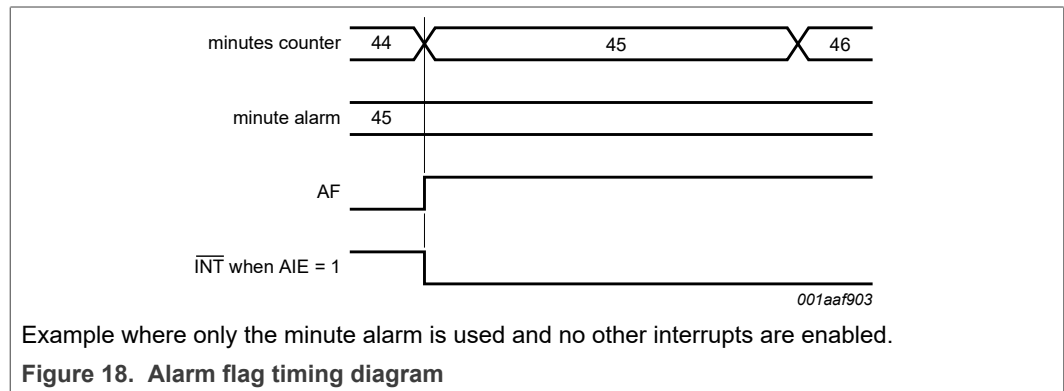 minutes counter 44 45 46
minute alarm 45
AF
INT when AIE = 1
001aaf903
Example where only the minute alarm is used and no other interrupts are enabled.
Figure 18. Alarm flag timing diagram